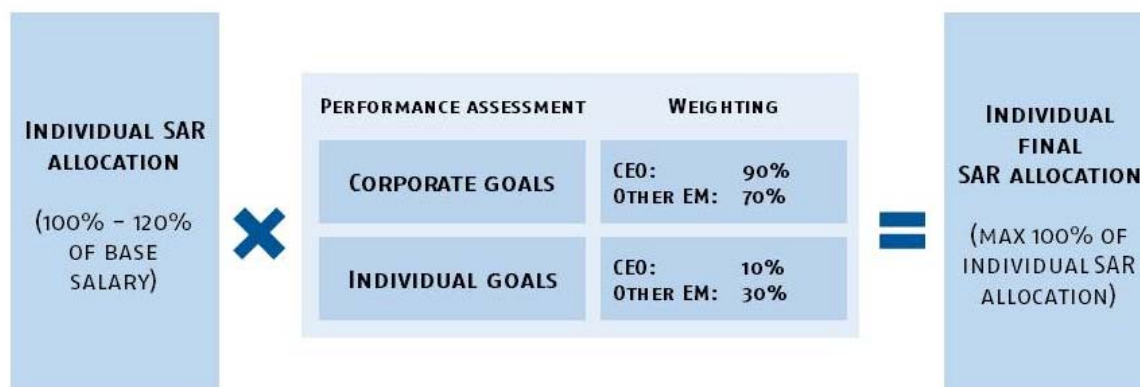 INDIVIDUAL SAR
ALLOCATION
(100% – 120%
OF BASE
SALARY)
PERFORMANCE ASSESSMENT
WEIGHTING
CORPORATE GOALS
CEO: 90%
OTHER EM: 70%
INDIVIDUAL GOALS
CEO: 10%
OTHER EM: 30%
INDIVIDUAL
FINAL
SAR ALLOCATION
(MAX 100% OF
INDIVIDUAL SAR
ALLOCATION)